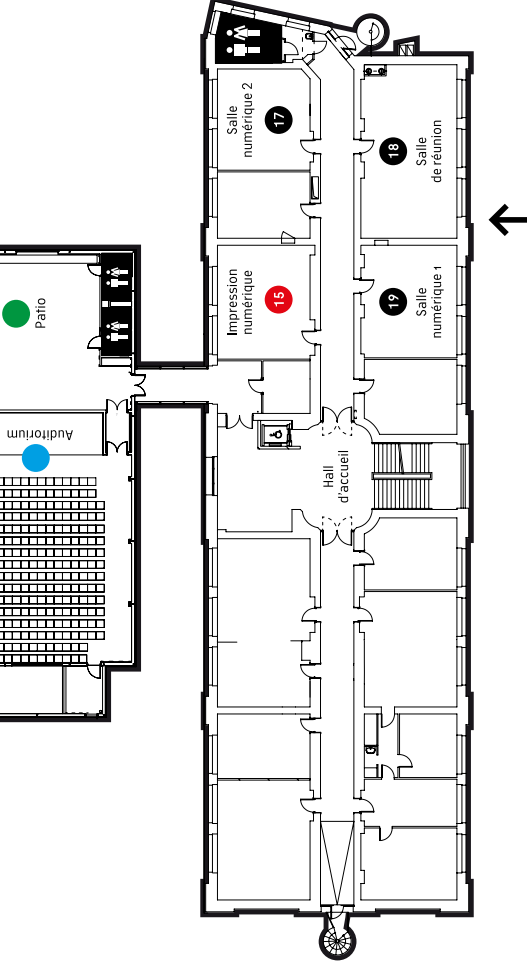 Salle
numérique 2
17
18
Salle
de réunion
Impression
numérique
15
19
Salle
numérique 1
Patio
Auditorium
Hall
d'accueil